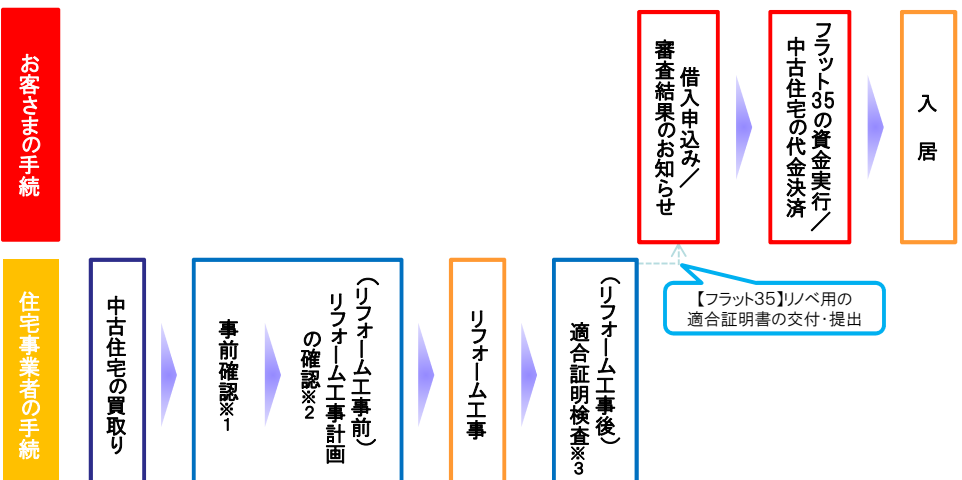 お客さまの手続
借入申込み／
審査結果のお知らせ
フラット35の資金実行／
中古住宅の代金決済
入居
住宅事業者の手続
中古住宅の買取り
事前確認※1
（リフォーム工事前）
リフォーム工事計画
の確認※2
リフォーム工事
（リフォーム工事後）
適合証明検査※3
【フラット35】リノベ用の
適合証明書の交付・提出